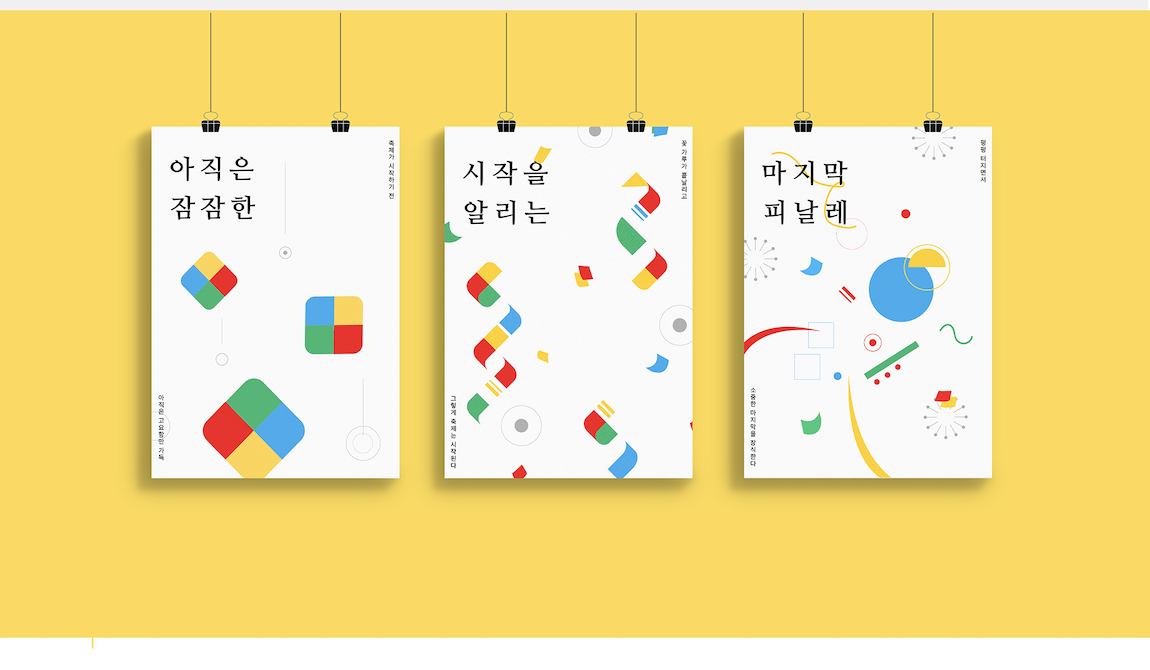 아직은
잠잠한
축제가 시작하기 전
아직은 고요함만 가득
시작을
알리는
꽃 가루가 흩날리고
그렇게 축제는 시작된다
마지막
피날레
펑펑 터지면서
소중한 마지막을 장식한다